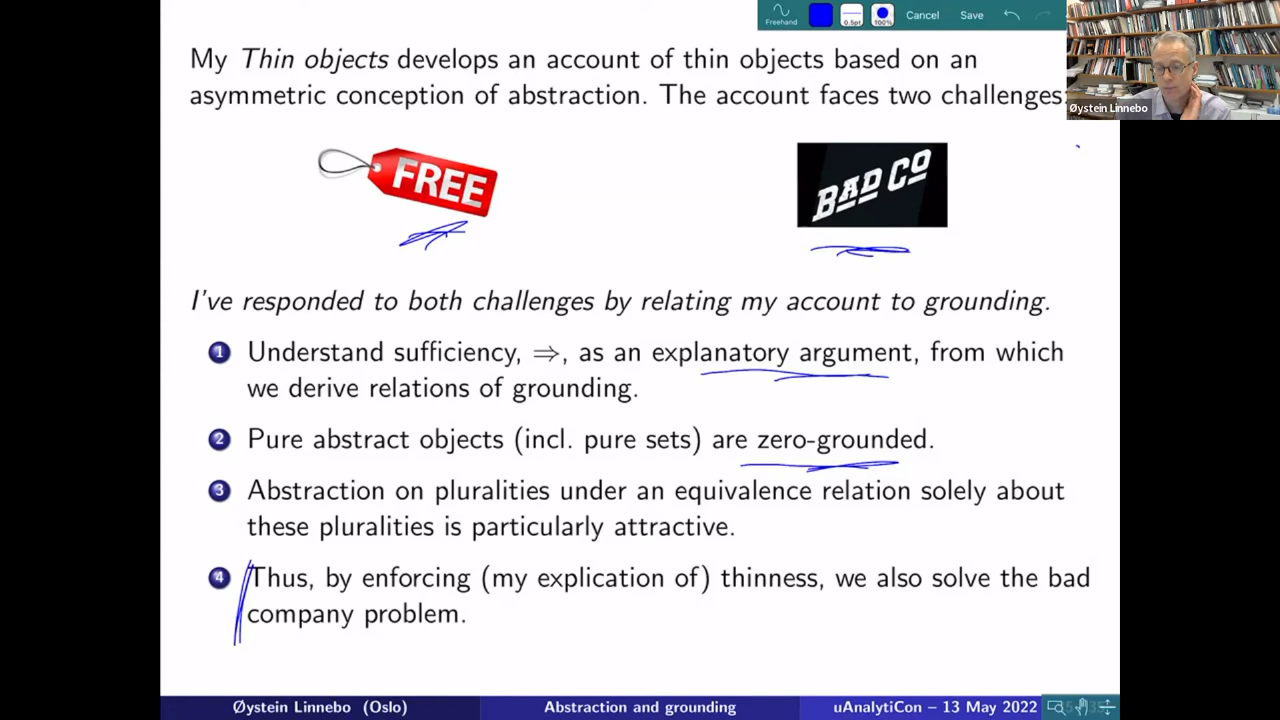 Freehand
0.5pt
100%
Cancel
Save
My Thin objects develops an account of thin objects based on an
asymmetric conception of abstraction. The account faces two challenges
Øystein Linnebo
FREE
BAD CO
I've responded to both challenges by relating my account to grounding.
1 Understand sufficiency, ⇒, as an explanatory argument, from which
we derive relations of grounding.
2 Pure abstract objects (incl. pure sets) are zero-grounded.
3 Abstraction on pluralities under an equivalence relation solely about
these pluralities is particularly attractive.
4 Thus, by enforcing (my explication of) thinness, we also solve the bad
company problem.
Øystein Linnebo (Oslo)
Abstraction and grounding
uAnalytiCon – 13 May 2022